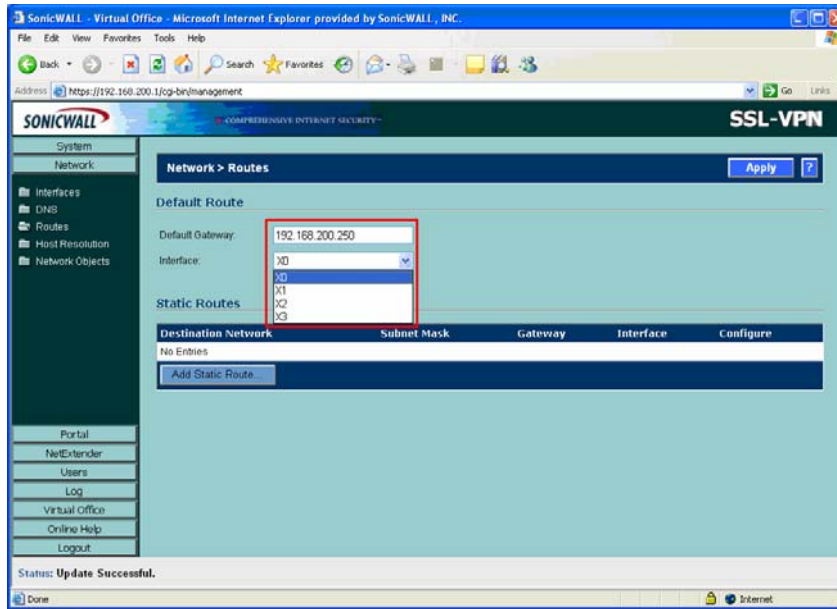 SonicWALL - Virtual Office - Microsoft Internet Explorer provided by SonicWALL, INC.
File Edit View Favorites Tools Help
Back Search Favorites
Address https://192.168.200.1/cgi-bin/management Go Links
SONICWALL COMPREHENSIVE INTERNET SECURITY SSL-VPN
System
Network
Interfaces
DNS
Routes
Host Resolution
Network Objects
Portal
NetExtender
Users
Log
Virtual Office
Online Help
Logout
Network > Routes Apply ?
Default Route
Default Gateway: 192.168.200.250
Interface: X0
X0
X1
X2
X3
Static Routes
Destination Network Subnet Mask Gateway Interface Configure
No Entries
Add Static Route...
Status: Update Successful.
Done Internet